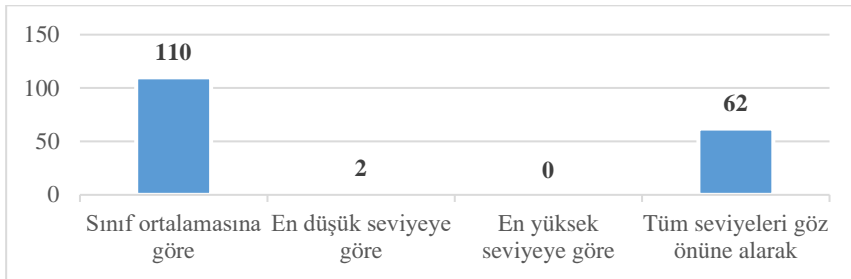 150
110
100
62
50
2
0
0
Sınıf ortalamasına
göre
En düşük seviyeye
göre
En yüksek
seviyeye göre
Tüm seviyeleri göz
önüne alarak